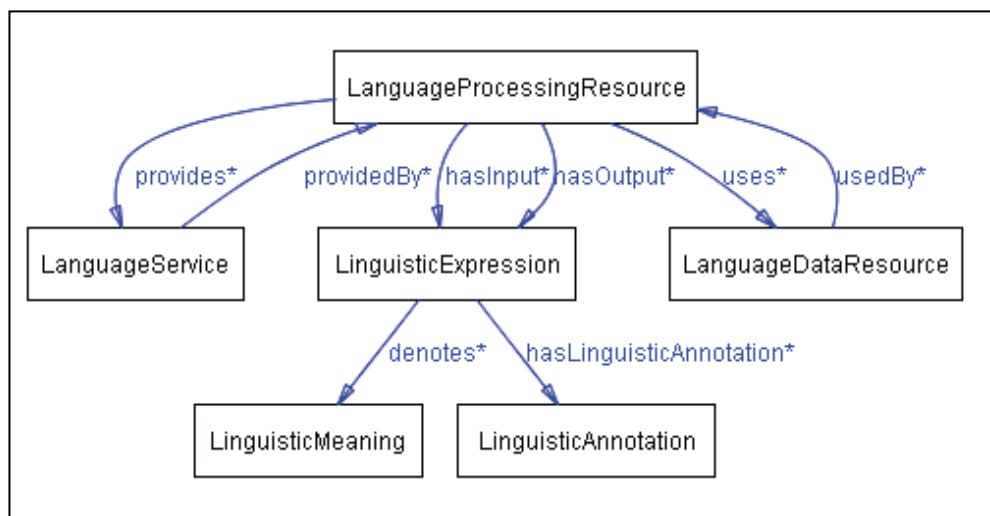 LanguageProcessingResource
provides*
providedBy*
hasInput*
hasOutput*
uses*
usedBy*
LanguageService
LinguisticExpression
LanguageDataResource
denotes*
hasLinguisticAnnotation*
LinguisticMeaning
LinguisticAnnotation